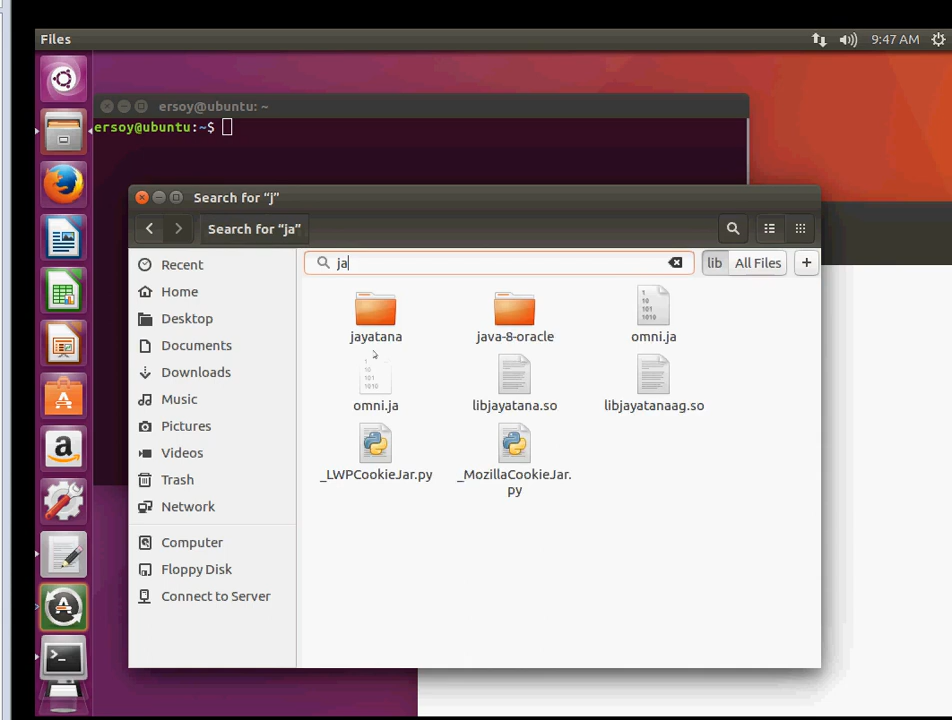 Files
9:47 AM
ersoy@ubuntu: ~
ersoy@ubuntu:~$
Search for “j”
Search for “ja”
ja
lib
All Files
+
Recent
Home
Desktop
Documents
Downloads
Music
Pictures
Videos
Trash
Network
Computer
Floppy Disk
Connect to Server
jayatana
java-8-oracle
omni.ja
omni.ja
libjayatana.so
libjayatanaag.so
_LWPCookieJar.py
_MozillaCookieJar.
py